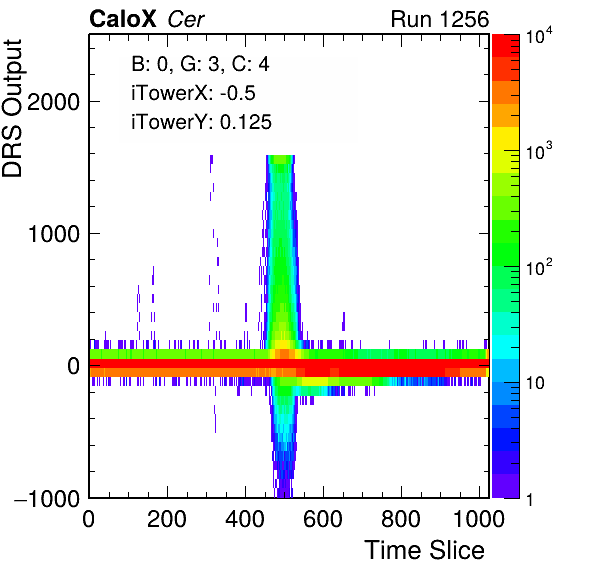 CaloX Cer Run 1256
B: 0, G: 3, C: 4
iTowerX: -0.5
iTowerY: 0.125
DRS Output
2000
1000
0
−1000
0 200 400 600 800 1000
Time Slice
10^4
10^3
10^2
10
1